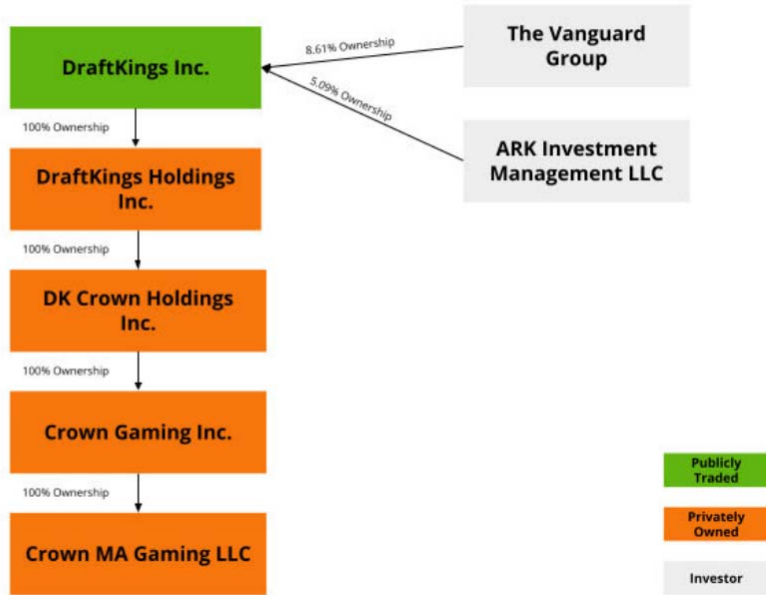 DraftKings Inc.
8.61% Ownership
The Vanguard
Group
5.09% Ownership
ARK Investment
Management LLC
100% Ownership
DraftKings Holdings
Inc.
100% Ownership
DK Crown Holdings
Inc.
100% Ownership
Crown Gaming Inc.
100% Ownership
Crown MA Gaming LLC
Publicly
Traded
Privately
Owned
Investor